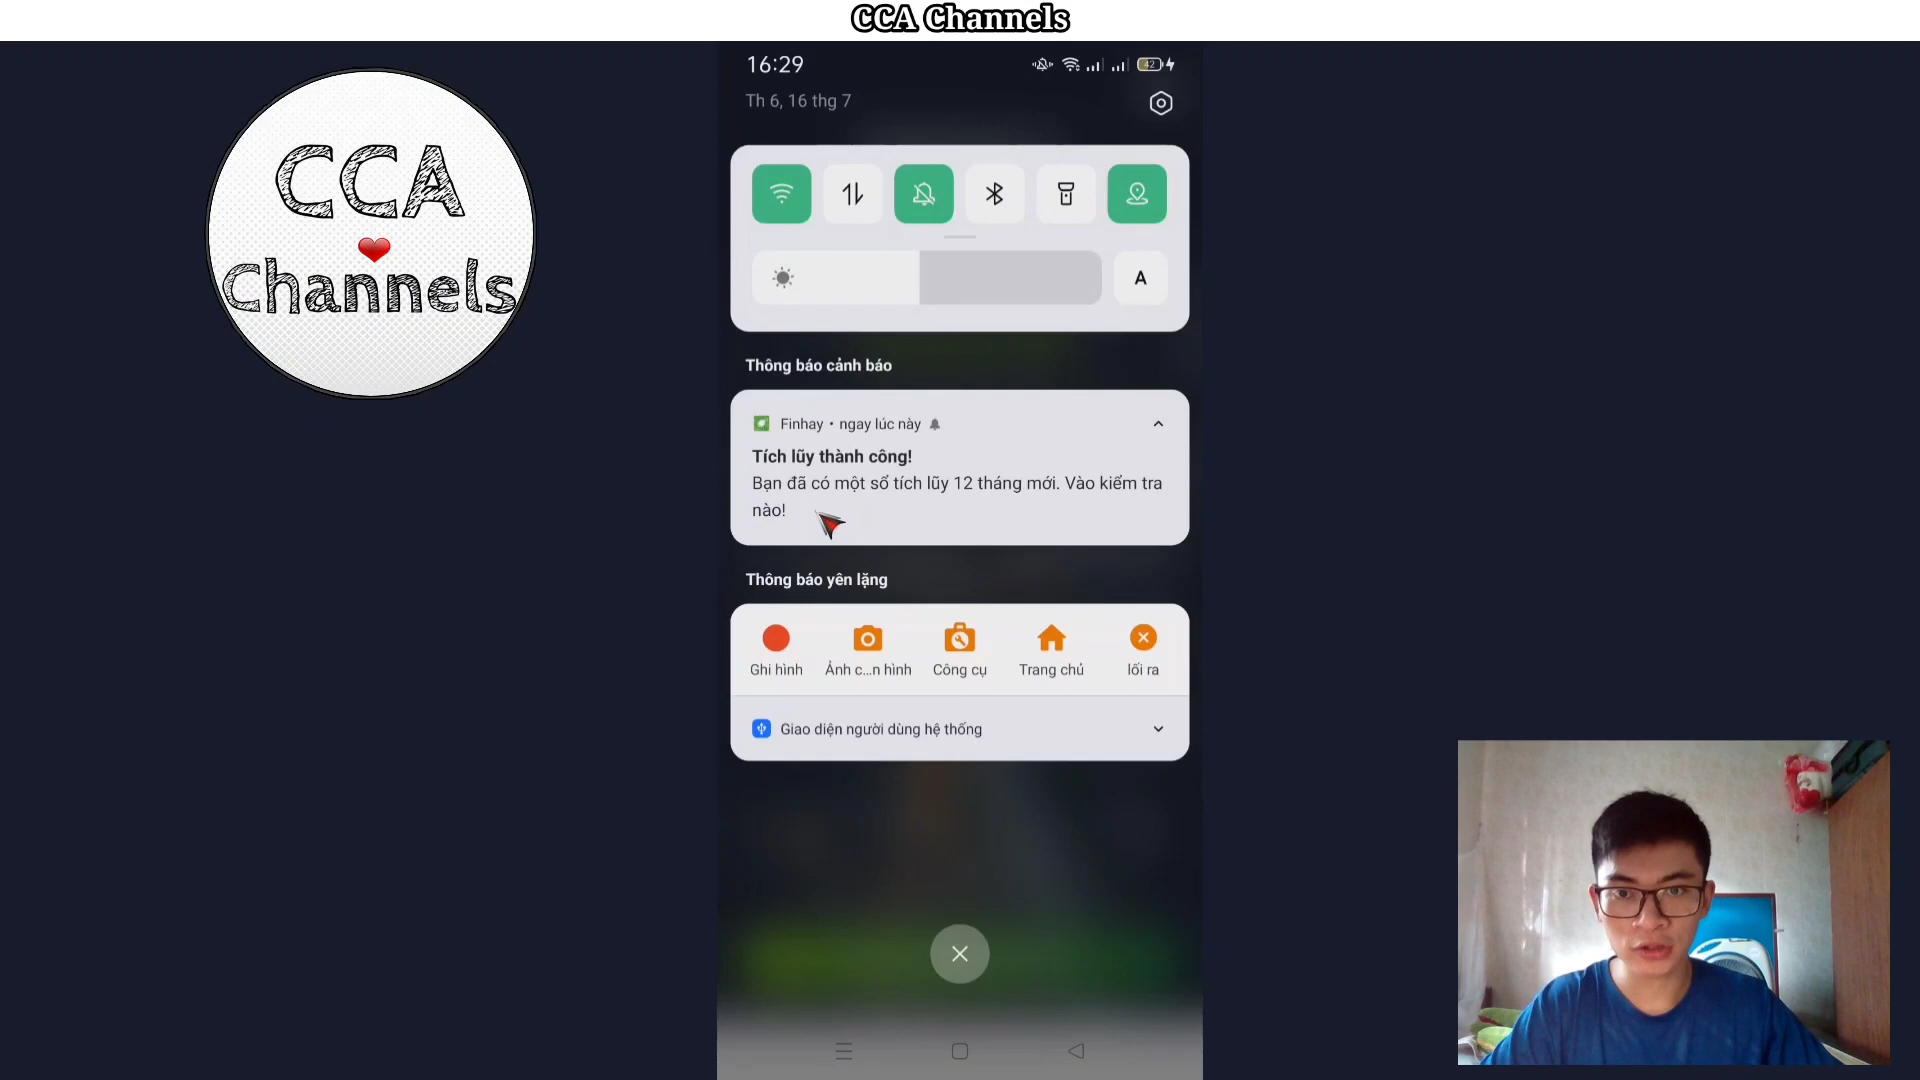 CCA Channels
CCA
Channels
16:29
42
Th 6, 16 thg 7
A
Thông báo cảnh báo
Finhay • ngay lúc này
Tích lũy thành công!
Bạn đã có một sổ tích lũy 12 tháng mới. Vào kiểm tra
nào!
Thông báo yên lặng
Ghi hình
Ảnh c...n hình
Công cụ
Trang chủ
lối ra
Giao diện người dùng hệ thống